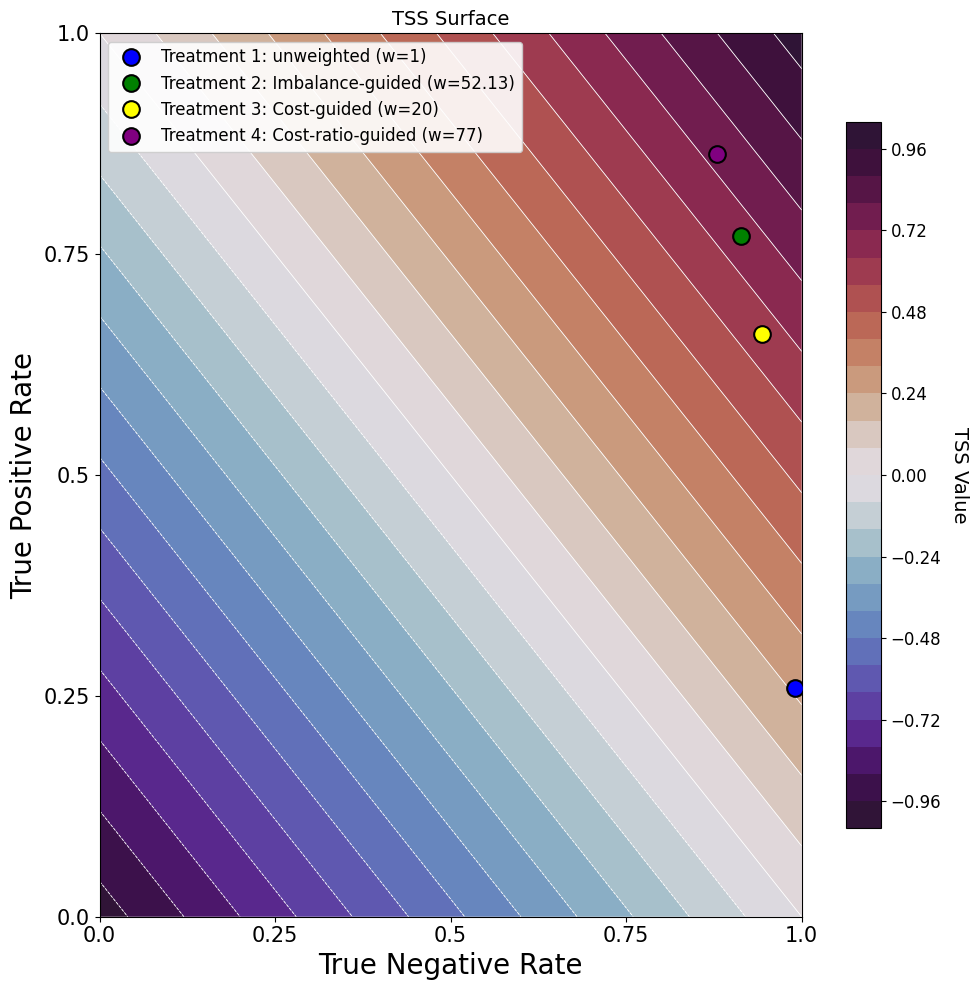 TSS Surface
Treatment 1: unweighted (w=1)
Treatment 2: Imbalance-guided (w=52.13)
Treatment 3: Cost-guided (w=20)
Treatment 4: Cost-ratio-guided (w=77)
1.0
0.75
0.5
0.25
0.0
True Positive Rate
0.0 0.25 0.5 0.75 1.0
True Negative Rate
0.96
0.72
0.48
0.24
0.00
−0.24
−0.48
−0.72
−0.96
TSS Value